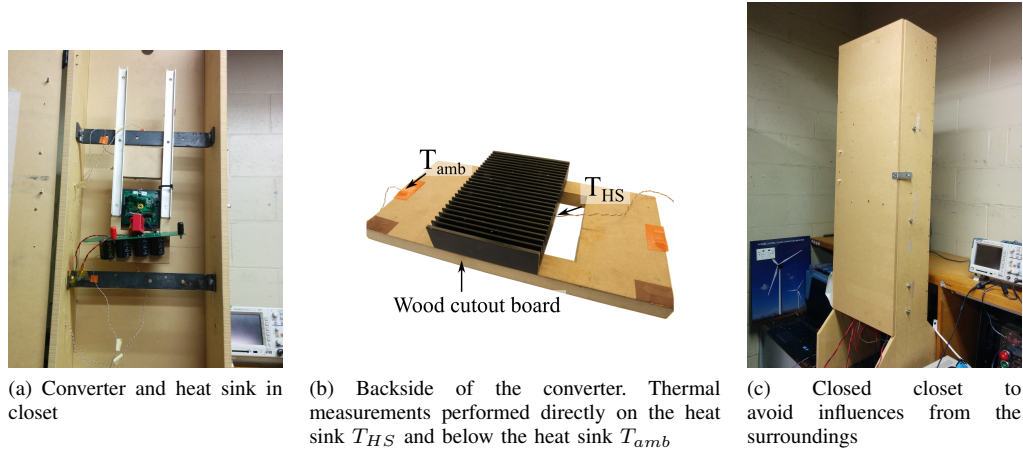 T_amb
T_HS
Wood cutout board
(a) Converter and heat sink in
closet
(b) Backside of the converter. Thermal
measurements performed directly on the heat
sink T_HS and below the heat sink T_amb
(c) Closed closet to
avoid influences from the
surroundings